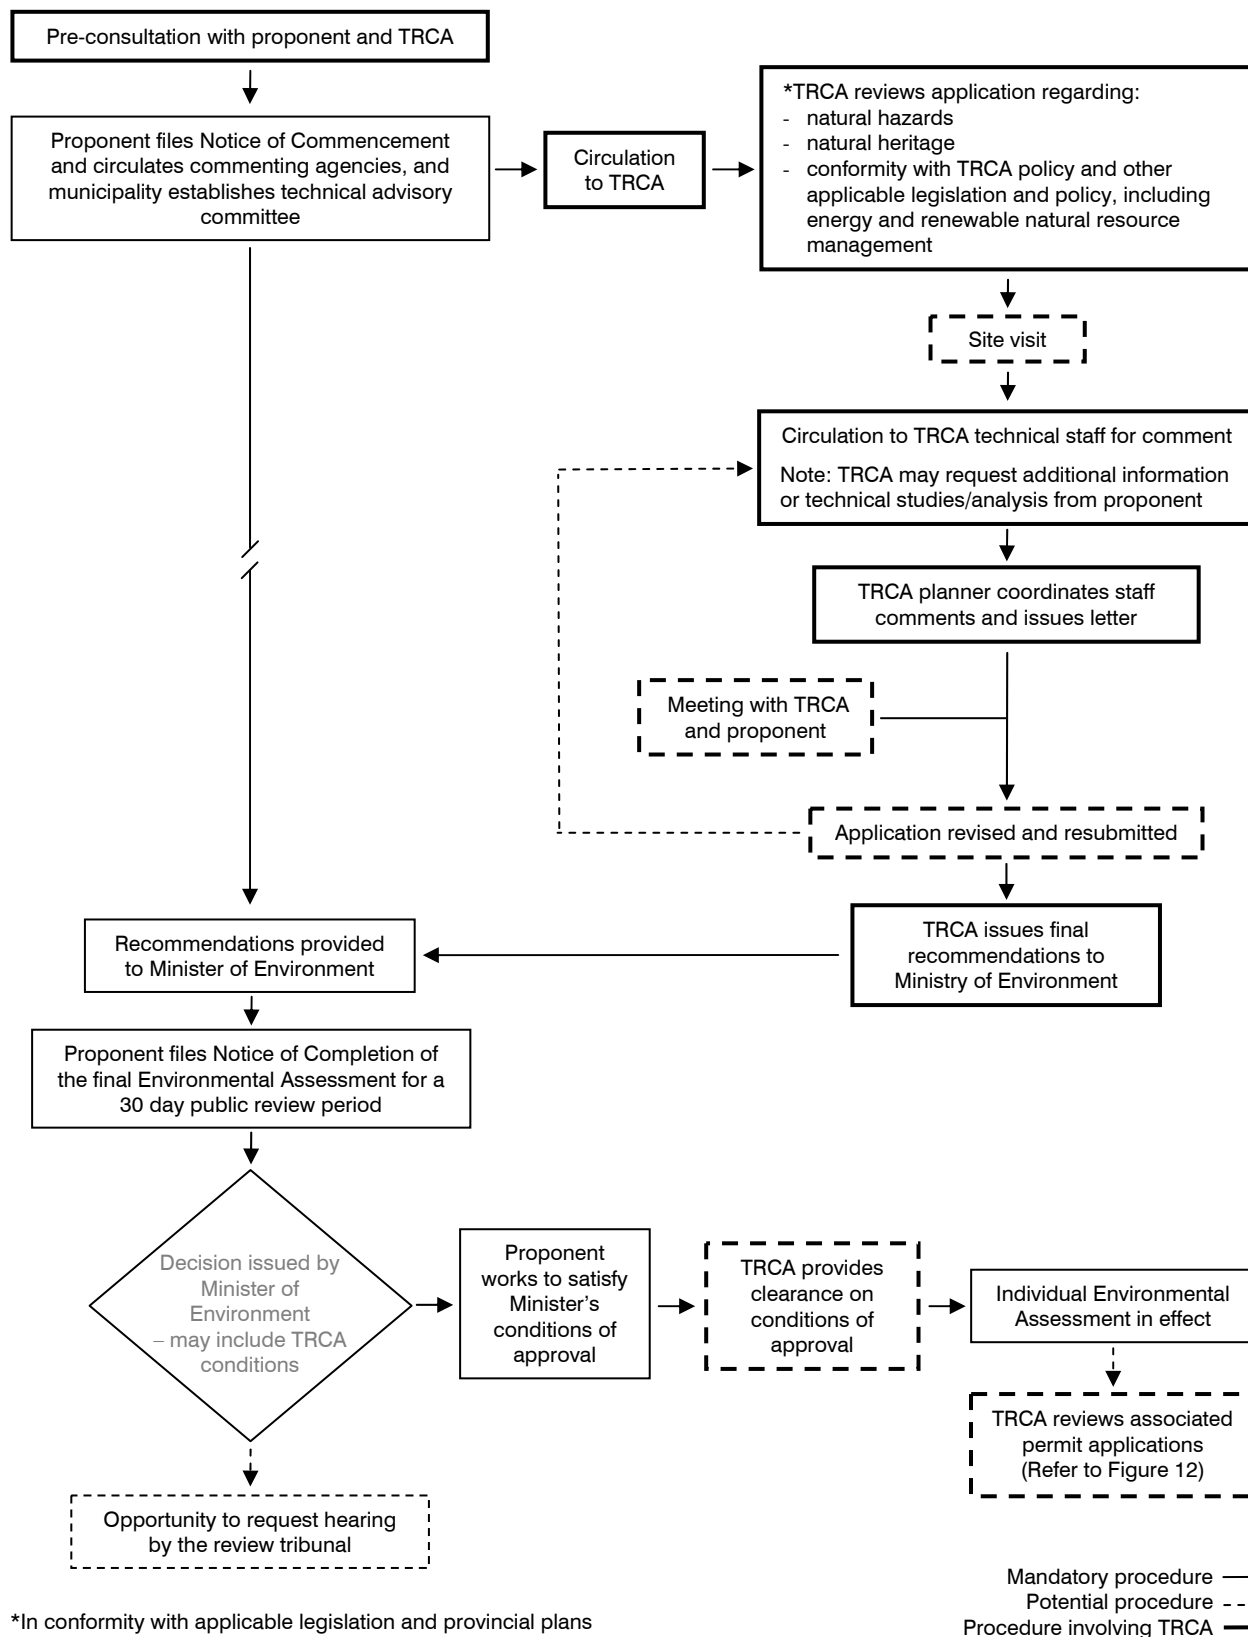 Pre-consultation with proponent and TRCA
Proponent files Notice of Commencement
and circulates commenting agencies, and
municipality establishes technical advisory
committee
Circulation
to TRCA
*TRCA reviews application regarding:
- natural hazards
- natural heritage
- conformity with TRCA policy and other
applicable legislation and policy, including
energy and renewable natural resource
management
Site visit
Circulation to TRCA technical staff for comment
Note: TRCA may request additional information
or technical studies/analysis from proponent
TRCA planner coordinates staff
comments and issues letter
Meeting with TRCA
and proponent
Application revised and resubmitted
TRCA issues final
recommendations to
Ministry of Environment
Recommendations provided
to Minister of Environment
Proponent files Notice of Completion of
the final Environmental Assessment for a
30 day public review period
Decision issued by
Minister of
Environment
– may include TRCA
conditions
Proponent
works to satisfy
Minister’s
conditions of
approval
TRCA provides
clearance on
conditions of
approval
Individual Environmental
Assessment in effect
TRCA reviews associated
permit applications
(Refer to Figure 12)
Opportunity to request hearing
by the review tribunal
Mandatory procedure
Potential procedure
Procedure involving TRCA
*In conformity with applicable legislation and provincial plans